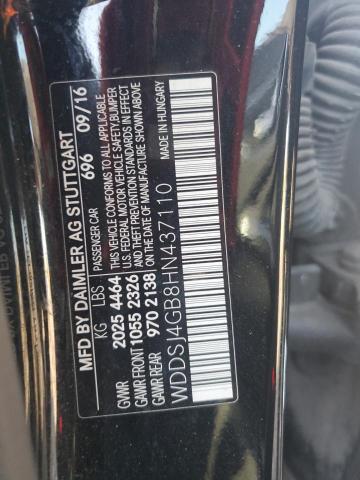 MFD BY DAIMLER AG STUTTGART
696 09/16
PASSENGER CAR
KG LBS
GVWR 2025 4464
GAWR FRONT 1055 2326
GAWR REAR 970 2138
THIS VEHICLE CONFORMS TO ALL APPLICABLE
U.S. FEDERAL MOTOR VEHICLE SAFETY, BUMPER
AND THEFT PREVENTION STANDARDS IN EFFECT
ON THE DATE OF MANUFACTURE SHOWN ABOVE
MADE IN HUNGARY
WDDSJ4GB8HN437110